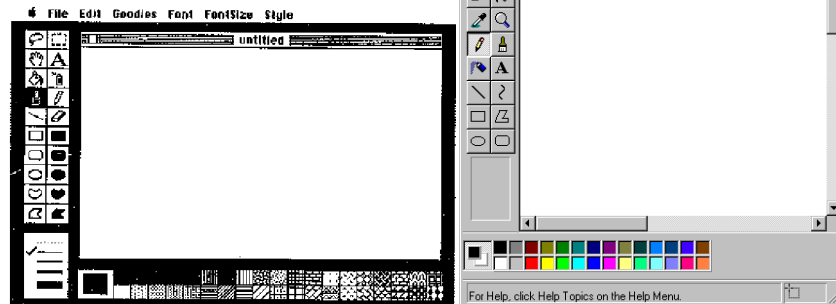 File Edit Goodies Font FontSize Style
untitled
A
A
For Help, click Help Topics on the Help Menu.